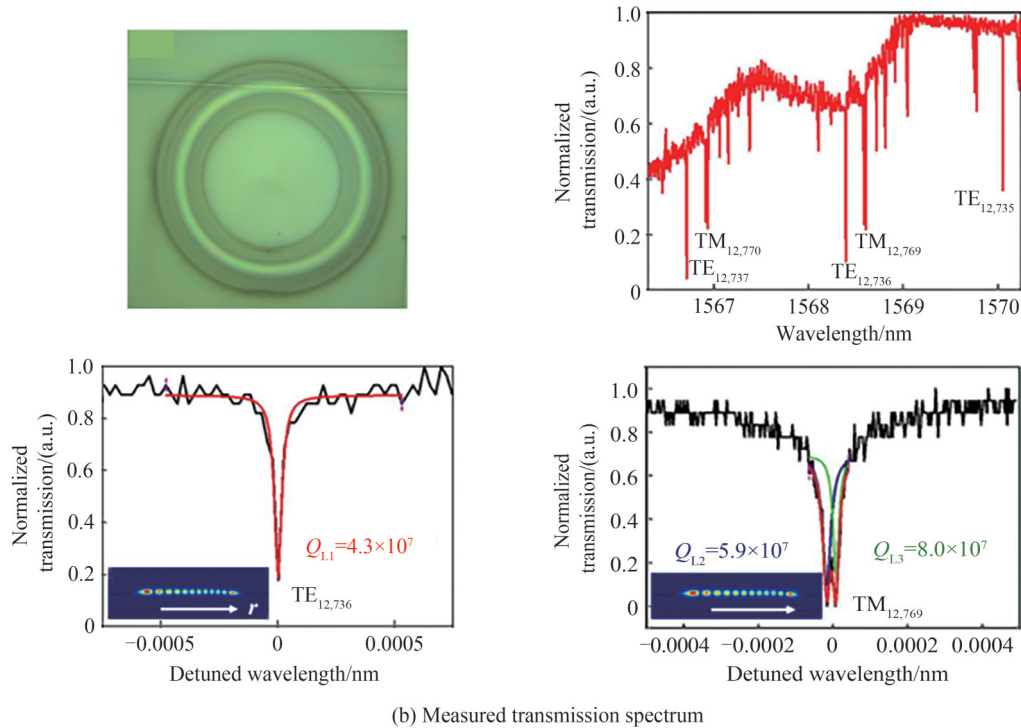 1.0
0.8
0.6
0.4
0.2
0
Normalized
transmission/(a.u.)
TM12,770
TE12,737
TE12,736
TM12,769
TE12,735
1567
1568
1569
1570
Wavelength/nm
1.0
0.8
0.6
0.4
0.2
0
Normalized
transmission/(a.u.)
QL1=4.3×10⁷
r
TE12,736
−0.0005
0
0.0005
Detuned wavelength/nm
1.0
0.8
0.6
0.4
0.2
0
Normalized
transmission/(a.u.)
QL2=5.9×10⁷
QL3=8.0×10⁷
TM12,769
−0.0004
−0.0002
0
0.0002
0.0004
Detuned wavelength/nm
(b) Measured transmission spectrum